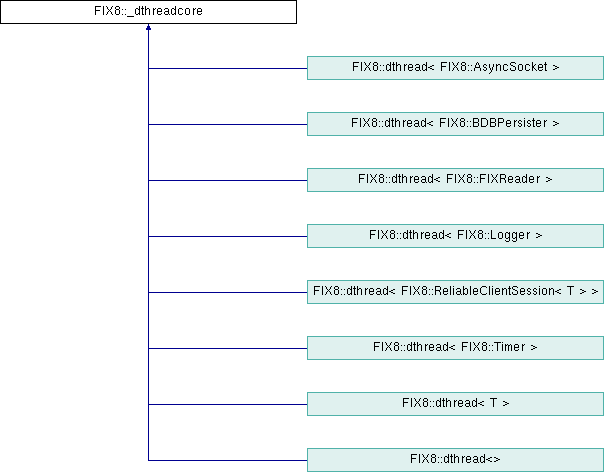 FIX8::_dthreadcore
FIX8::dthread< FIX8::AsyncSocket >
FIX8::dthread< FIX8::BDBPersister >
FIX8::dthread< FIX8::FIXReader >
FIX8::dthread< FIX8::Logger >
FIX8::dthread< FIX8::ReliableClientSession< T > >
FIX8::dthread< FIX8::Timer >
FIX8::dthread< T >
FIX8::dthread<>